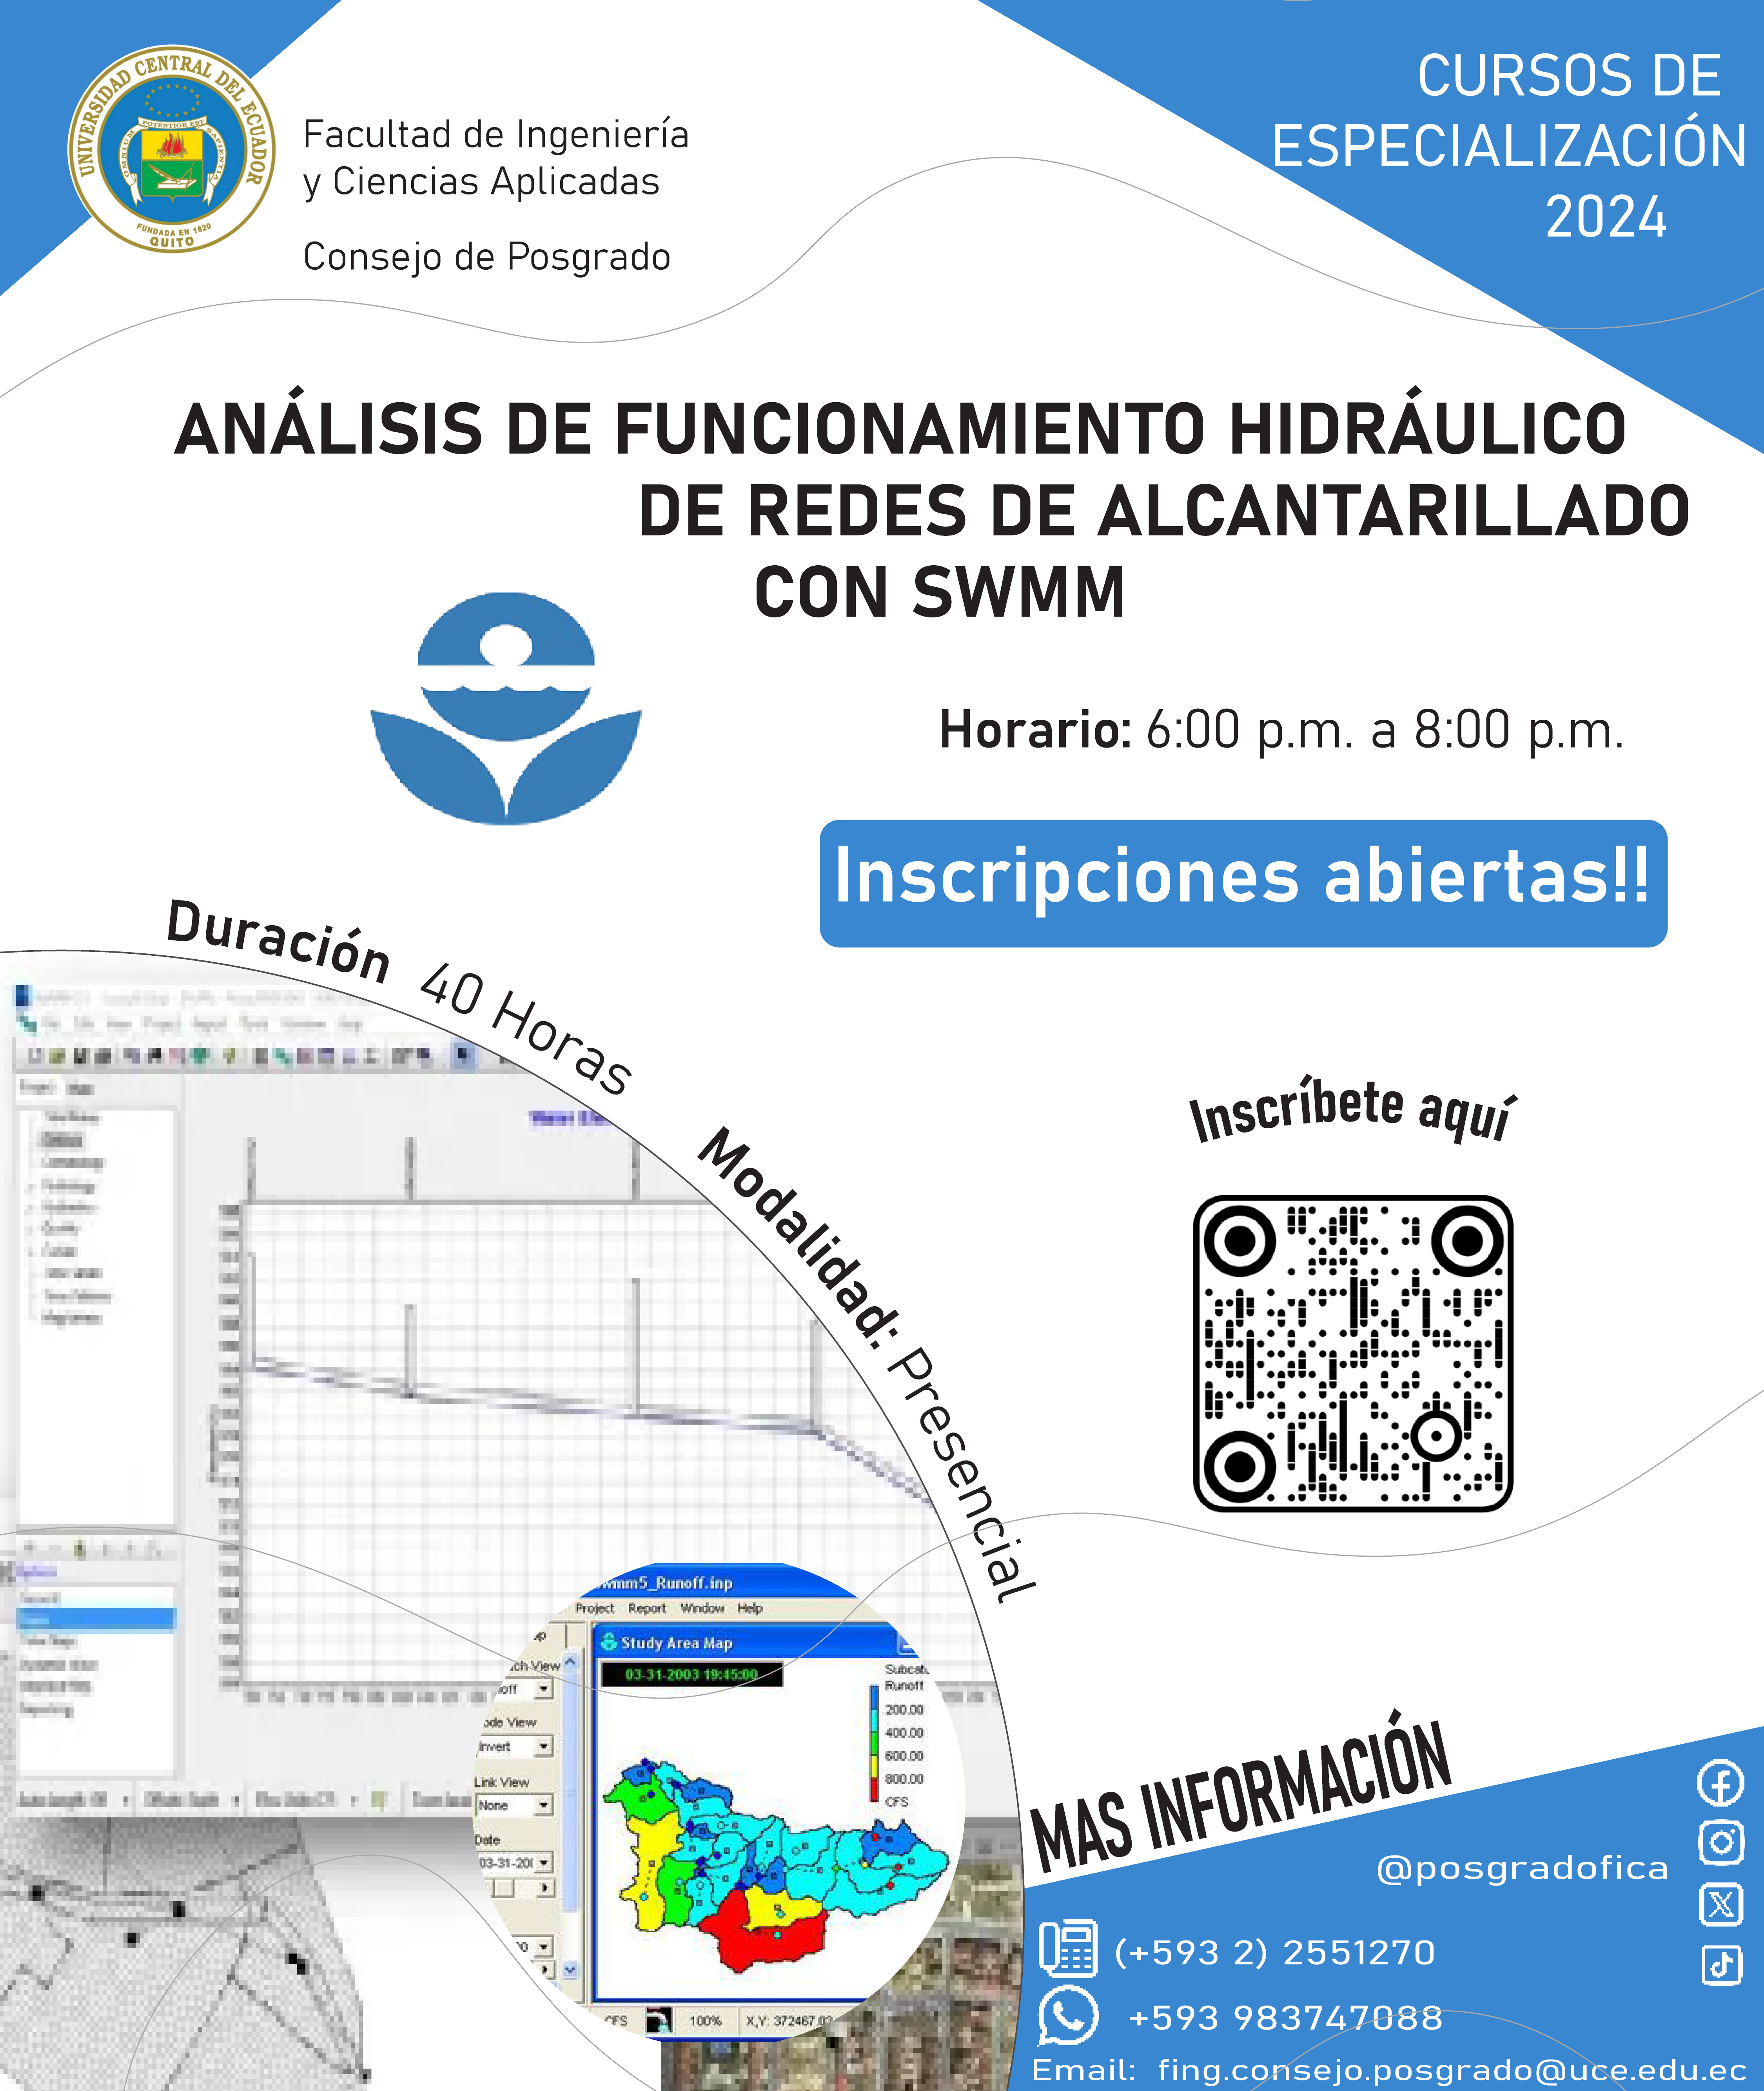 UNIVERSIDAD CENTRAL DEL ECUADOR
OMNIUM POTENTIOR EST SAPIENTIA
FUNDADA EN 1620
QUITO
Facultad de Ingeniería
y Ciencias Aplicadas
Consejo de Posgrado
CURSOS DE
ESPECIALIZACIÓN
2024
ANÁLISIS DE FUNCIONAMIENTO HIDRÁULICO
DE REDES DE ALCANTARILLADO
CON SWMM
Horario: 6:00 p.m. a 8:00 p.m.
Inscripciones abiertas!!
Duración 40 Horas
Modalidad: Presencial
Inscríbete aquí
wmm5_Runoff.inp
Project Report Window Help
Study Area Map
03-31-2003 19:45:00
Subcat
Runoff
200.00
400.00
600.00
800.00
CFS
ch View
off
ode View
Invert
Link View
None
Date
03-31-200
CFS 100% X,Y: 372467.03
MAS INFORMACIÓN
@posgradofica
(+593 2) 2551270
+593 983747088
Email: fing.consejo.posgrado@uce.edu.ec